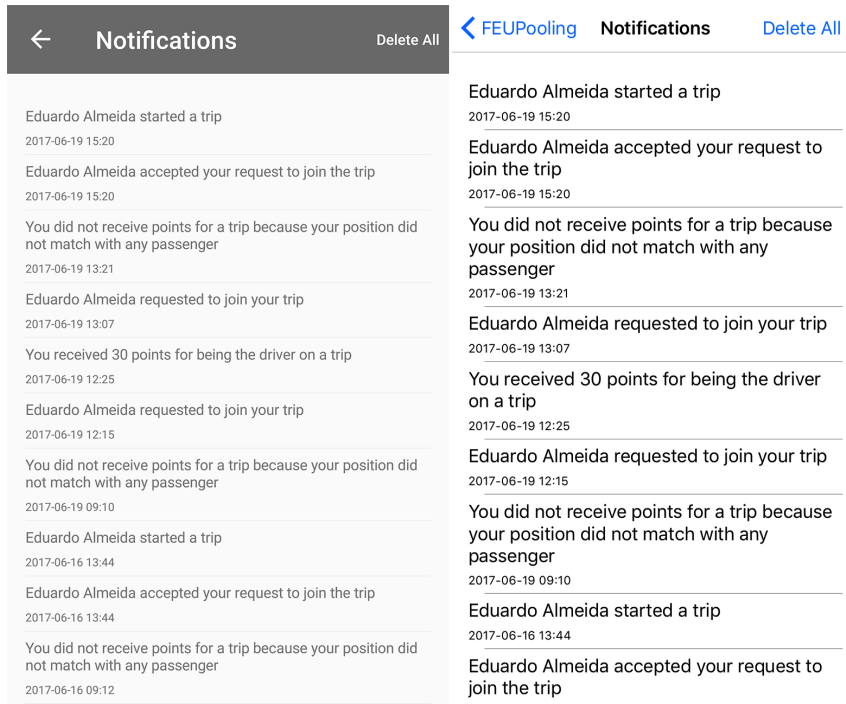 Notifications
Delete All
Eduardo Almeida started a trip
2017-06-19 15:20
Eduardo Almeida accepted your request to join the trip
2017-06-19 15:20
You did not receive points for a trip because your position did
not match with any passenger
2017-06-19 13:21
Eduardo Almeida requested to join your trip
2017-06-19 13:07
You received 30 points for being the driver on a trip
2017-06-19 12:25
Eduardo Almeida requested to join your trip
2017-06-19 12:15
You did not receive points for a trip because your position did
not match with any passenger
2017-06-19 09:10
Eduardo Almeida started a trip
2017-06-16 13:44
Eduardo Almeida accepted your request to join the trip
2017-06-16 13:44
You did not receive points for a trip because your position did
not match with any passenger
2017-06-16 09:12
FEUPooling
Notifications
Delete All
Eduardo Almeida started a trip
2017-06-19 15:20
Eduardo Almeida accepted your request to
join the trip
2017-06-19 15:20
You did not receive points for a trip because
your position did not match with any
passenger
2017-06-19 13:21
Eduardo Almeida requested to join your trip
2017-06-19 13:07
You received 30 points for being the driver
on a trip
2017-06-19 12:25
Eduardo Almeida requested to join your trip
2017-06-19 12:15
You did not receive points for a trip because
your position did not match with any
passenger
2017-06-19 09:10
Eduardo Almeida started a trip
2017-06-16 13:44
Eduardo Almeida accepted your request to
join the trip